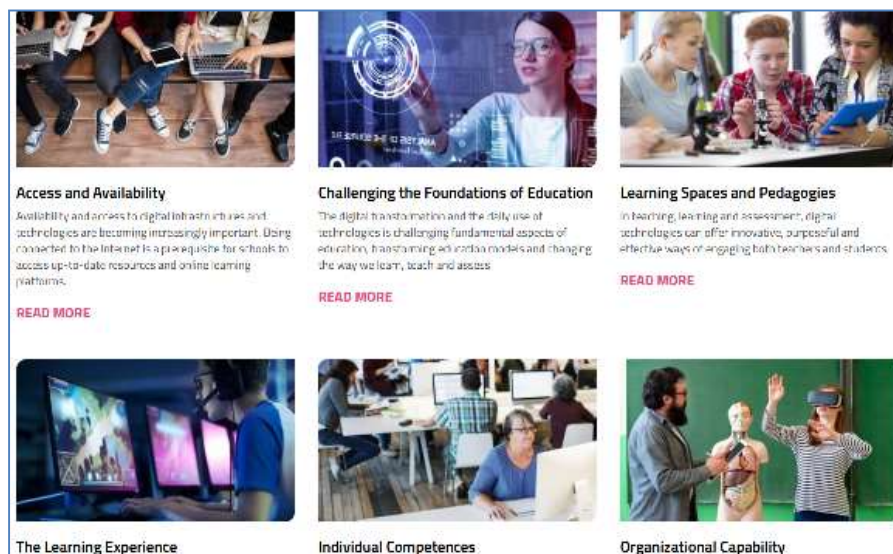 Access and Availability
Availability and access to digital infrastructures and
technologies are becoming increasingly important. Being
connected to the Internet is a prerequisite for schools to
access up-to-date resources and online learning
platforms.
READ MORE
Challenging the Foundations of Education
The digital transformation and the daily use of
technologies is challenging fundamental aspects of
education, transforming education models and changing
the way we learn, teach and assess
READ MORE
Learning Spaces and Pedagogies
In teaching, learning and assessment, digital
technologies can offer innovative, purposeful and
effective ways of engaging both teachers and students.
READ MORE
The Learning Experience
Individual Competences
Organizational Capability